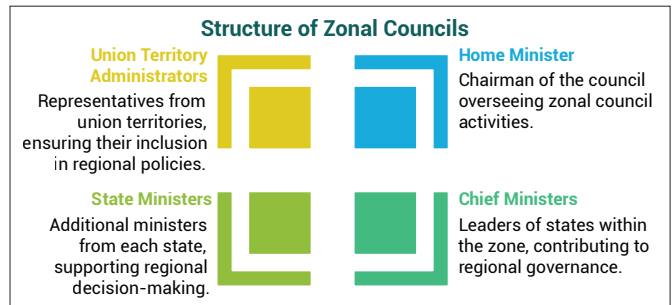 Structure of Zonal Councils
Union Territory
Administrators
Representatives from
union territories,
ensuring their inclusion
in regional policies.
Home Minister
Chairman of the council
overseeing zonal council
activities.
State Ministers
Additional ministers
from each state,
supporting regional
decision-making.
Chief Ministers
Leaders of states within
the zone, contributing to
regional governance.